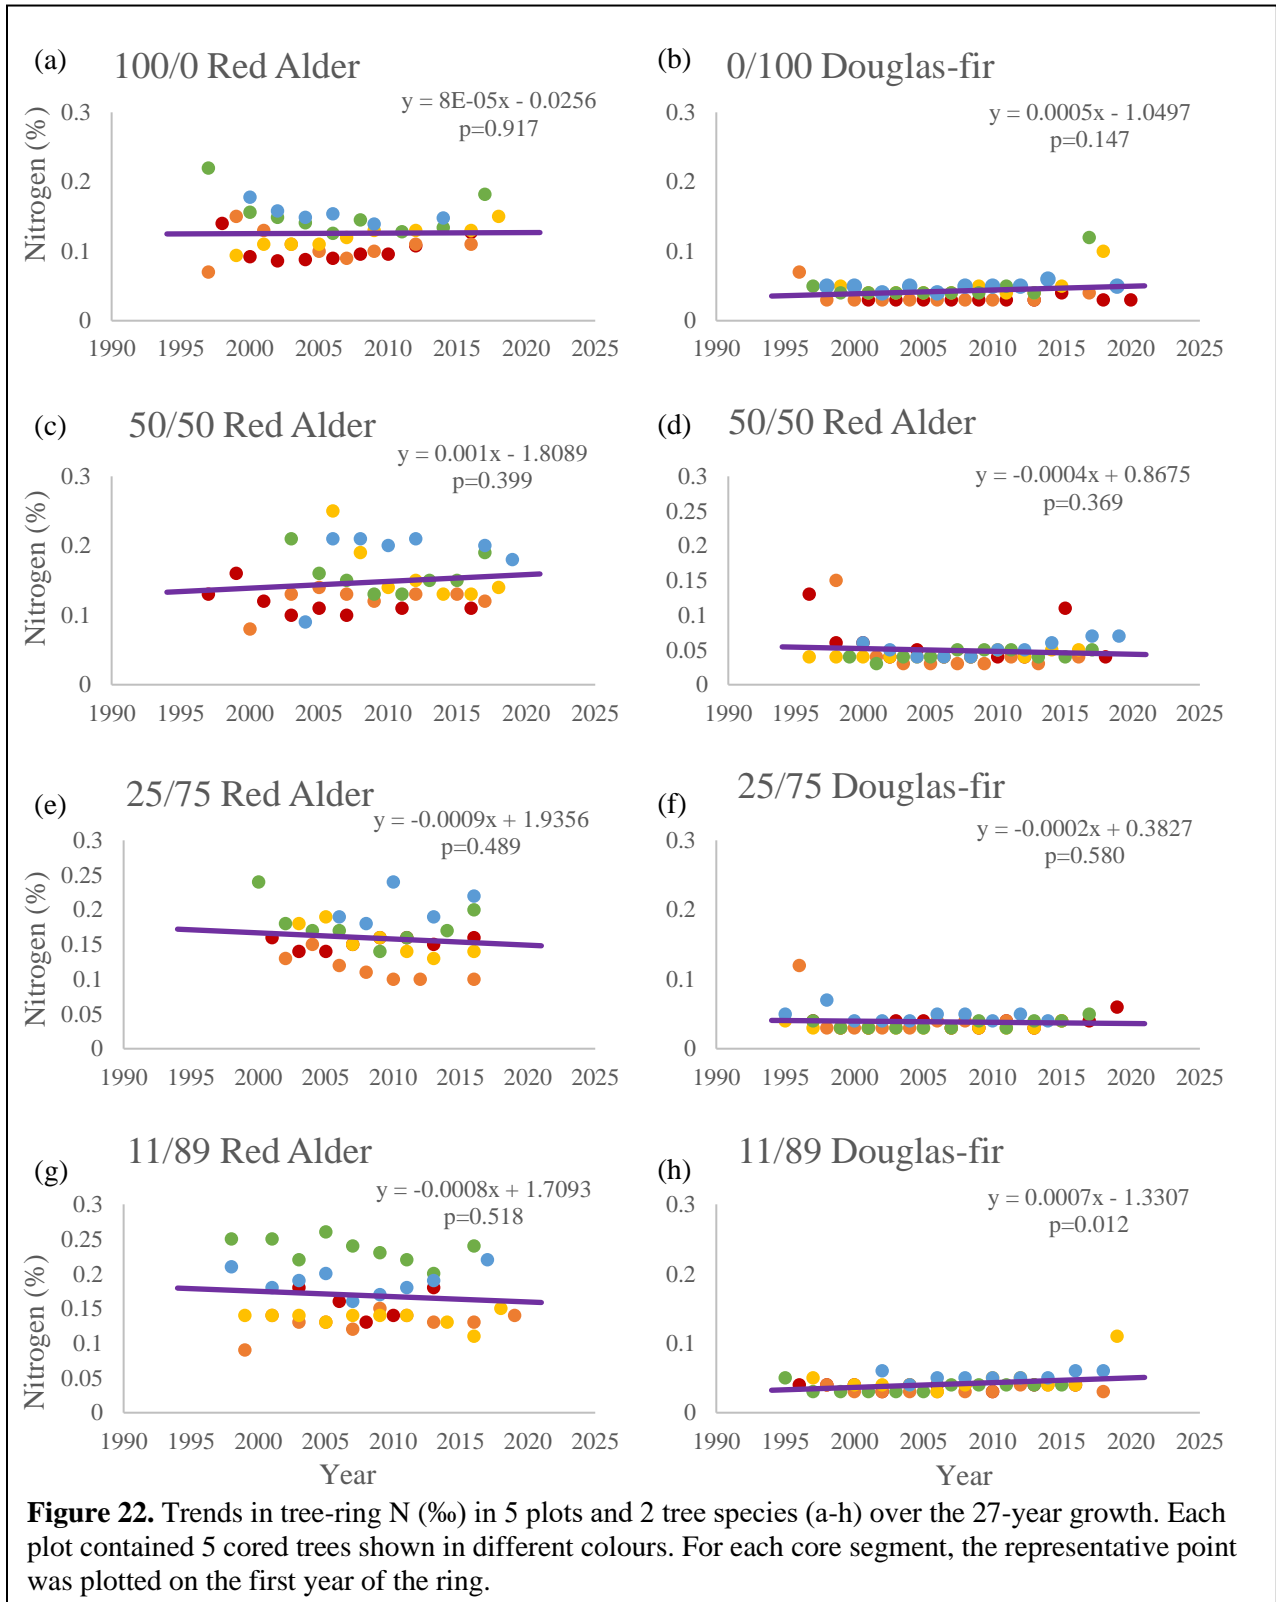 (a) 100/0 Red Alder
y = 8E-05x - 0.0256
p=0.917
Nitrogen (%)
0.3
0.2
0.1
0
1990 1995 2000 2005 2010 2015 2020 2025
(b) 0/100 Douglas-fir
y = 0.0005x - 1.0497
p=0.147
0.3
0.2
0.1
0
1990 1995 2000 2005 2010 2015 2020 2025
(c) 50/50 Red Alder
y = 0.001x - 1.8089
p=0.399
Nitrogen (%)
0.3
0.2
0.1
0
1990 1995 2000 2005 2010 2015 2020 2025
(d) 50/50 Red Alder
y = -0.0004x + 0.8675
p=0.369
0.3
0.25
0.2
0.15
0.1
0.05
0
1990 1995 2000 2005 2010 2015 2020 2025
(e) 25/75 Red Alder
y = -0.0009x + 1.9356
p=0.489
Nitrogen (%)
0.3
0.25
0.2
0.15
0.1
0.05
0
1990 1995 2000 2005 2010 2015 2020 2025
(f) 25/75 Douglas-fir
y = -0.0002x + 0.3827
p=0.580
0.3
0.2
0.1
0
1990 1995 2000 2005 2010 2015 2020 2025
(g) 11/89 Red Alder
y = -0.0008x + 1.7093
p=0.518
Nitrogen (%)
0.3
0.25
0.2
0.15
0.1
0.05
0
1990 1995 2000 2005 2010 2015 2020 2025
Year
(h) 11/89 Douglas-fir
y = 0.0007x - 1.3307
p=0.012
0.3
0.2
0.1
0
1990 1995 2000 2005 2010 2015 2020 2025
Year
Figure 22. Trends in tree-ring N (‰) in 5 plots and 2 tree species (a-h) over the 27-year growth. Each
plot contained 5 cored trees shown in different colours. For each core segment, the representative point
was plotted on the first year of the ring.